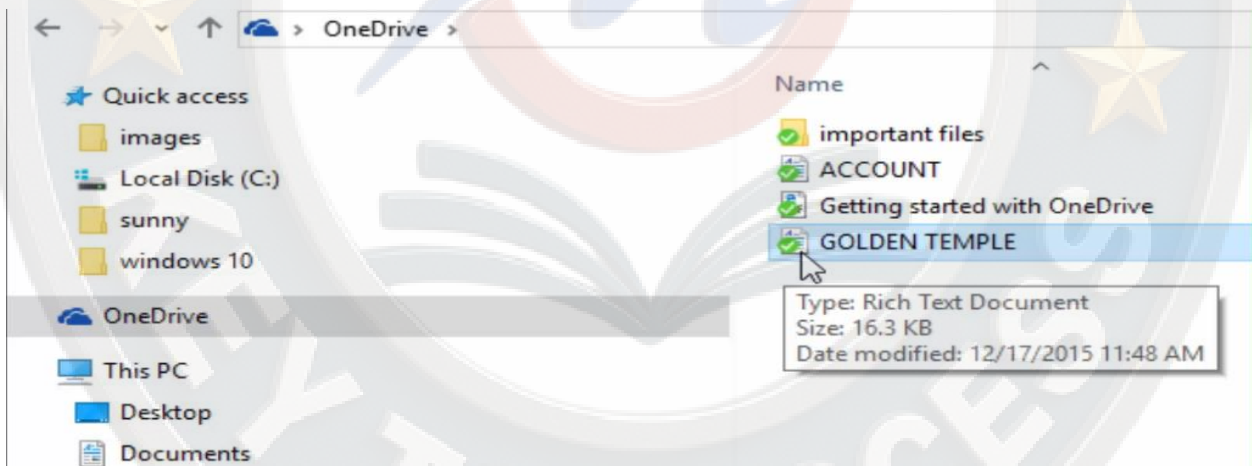 OneDrive
Quick access
images
Local Disk (C:)
sunny
windows 10
OneDrive
This PC
Desktop
Documents
Name
important files
ACCOUNT
Getting started with OneDrive
GOLDEN TEMPLE
Type: Rich Text Document
Size: 16.3 KB
Date modified: 12/17/2015 11:48 AM